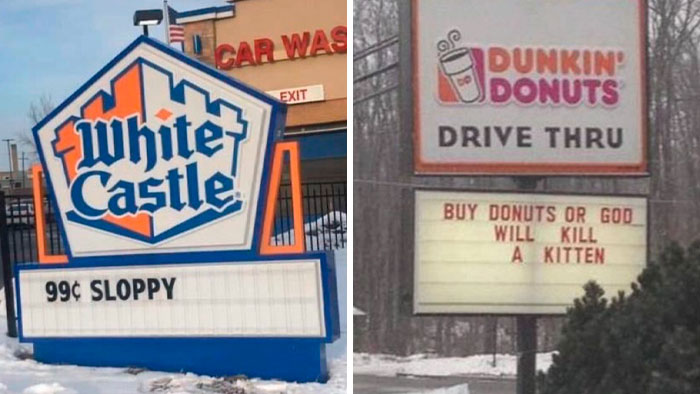 CAR WAS
EXIT
White
Castle
99¢ SLOPPY
DUNKIN'
DONUTS
DRIVE THRU
BUY DONUTS OR GOD
WILL KILL
A KITTEN